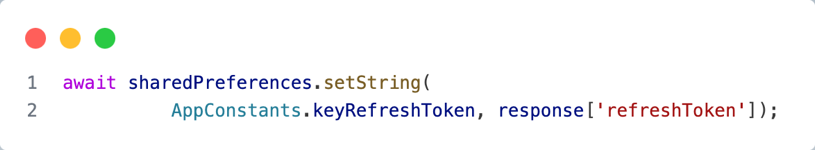 1 await sharedPreferences.setString(
2 AppConstants.keyRefreshToken, response['refreshToken']);